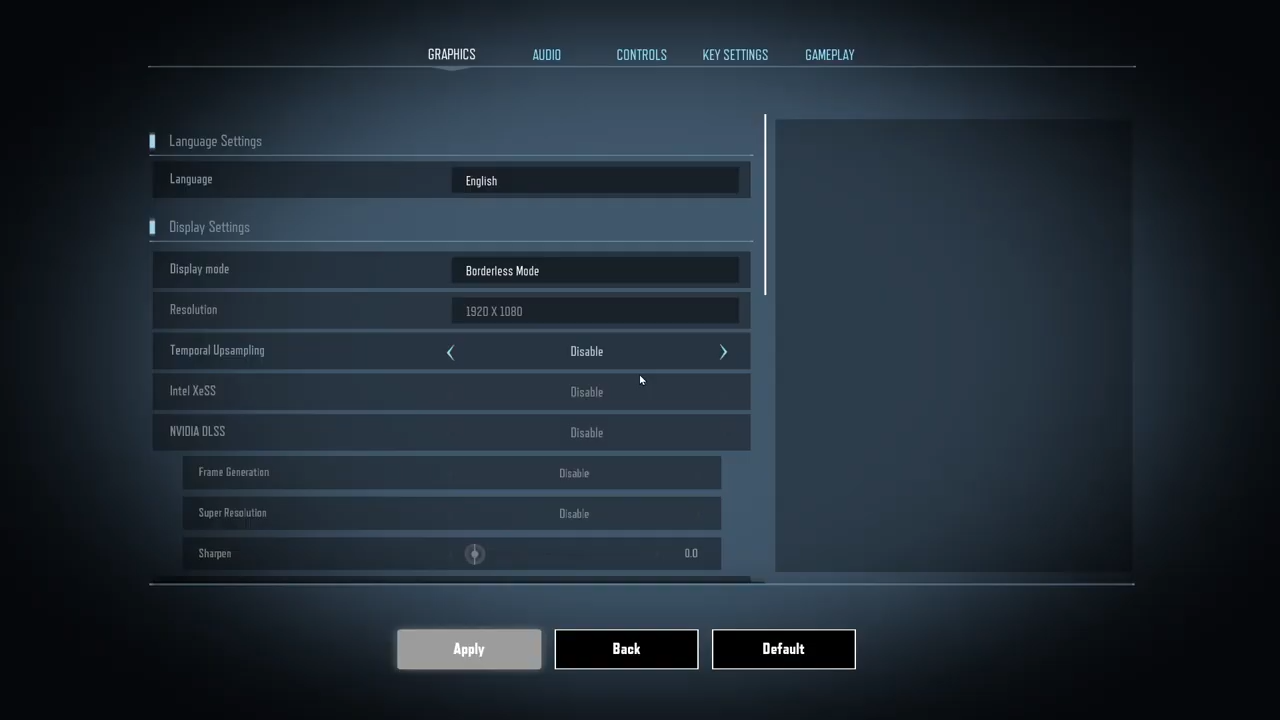 GRAPHICS AUDIO CONTROLS KEY SETTINGS GAMEPLAY
Language Settings
Language English
Display Settings
Display mode Borderless Mode
Resolution 1920 X 1080
Temporal Upsampling Disable
Intel XeSS Disable
NVIDIA DLSS Disable
Frame Generation Disable
Super Resolution Disable
Sharpen 0.0
Apply Back Default